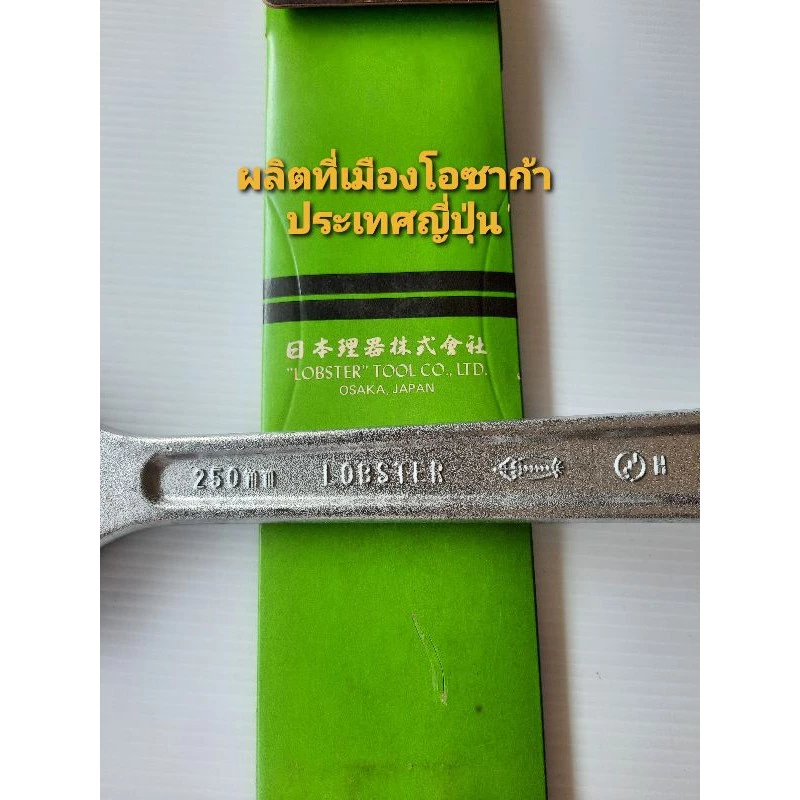 ผลิตที่เมืองโอซาก้า
ประเทศญี่ปุ่น
日本理器株式會社
"LOBSTER" TOOL CO., LTD.
OSAKA, JAPAN
250mm LOBSTER H